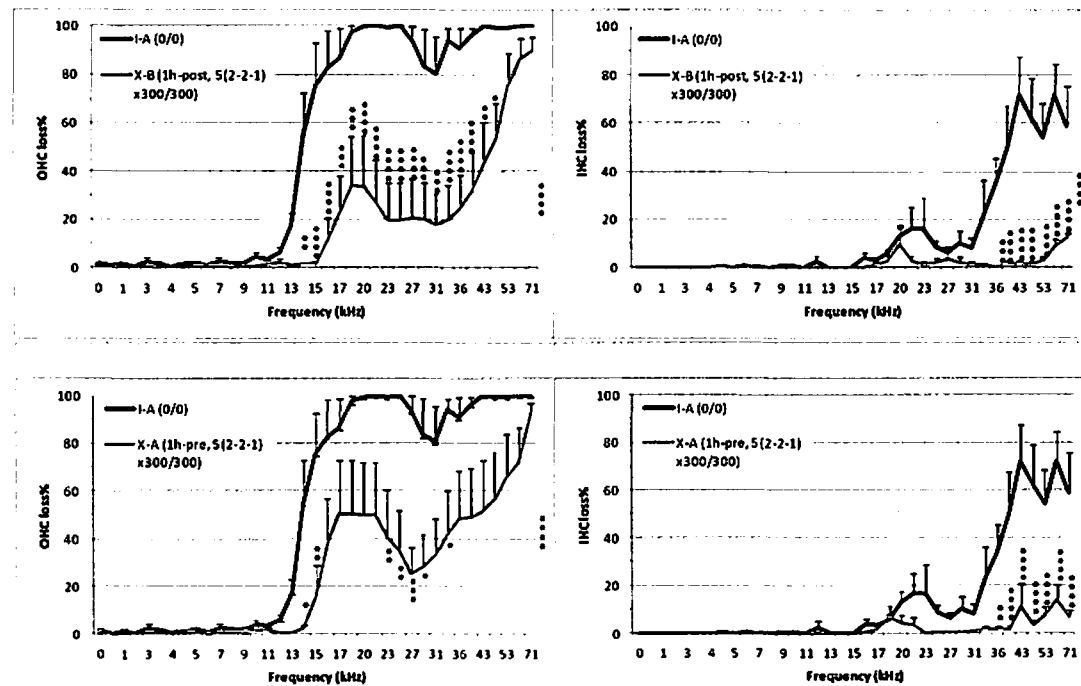 OHC loss%
100
80
60
40
20
0
I-A (0/0)
X-B (1h-post, 5(2-2-1)
x300/300)
0 1 3 5 7 9 11 13 15 17 20 23 27 31 36 43 53 71
Frequency (kHz)
IHC loss%
100
80
60
40
20
0
I-A (0/0)
X-B (1h-post, 5(2-2-1)
x300/300)
0 1 3 5 7 9 11 13 15 17 20 23 27 31 36 43 53 71
Frequency (kHz)
OHC loss%
100
80
60
40
20
0
I-A (0/0)
X-A (1h-pre, 5(2-2-1)
x300/300)
0 1 3 5 7 9 11 13 15 17 20 23 27 31 36 43 53 71
Frequency (kHz)
IHC loss%
100
80
60
40
20
0
I-A (0/0)
X-A (1h-pre, 5(2-2-1)
x300/300)
0 1 3 5 7 9 11 13 15 17 20 23 27 31 36 43 53 71
Frequency (kHz)